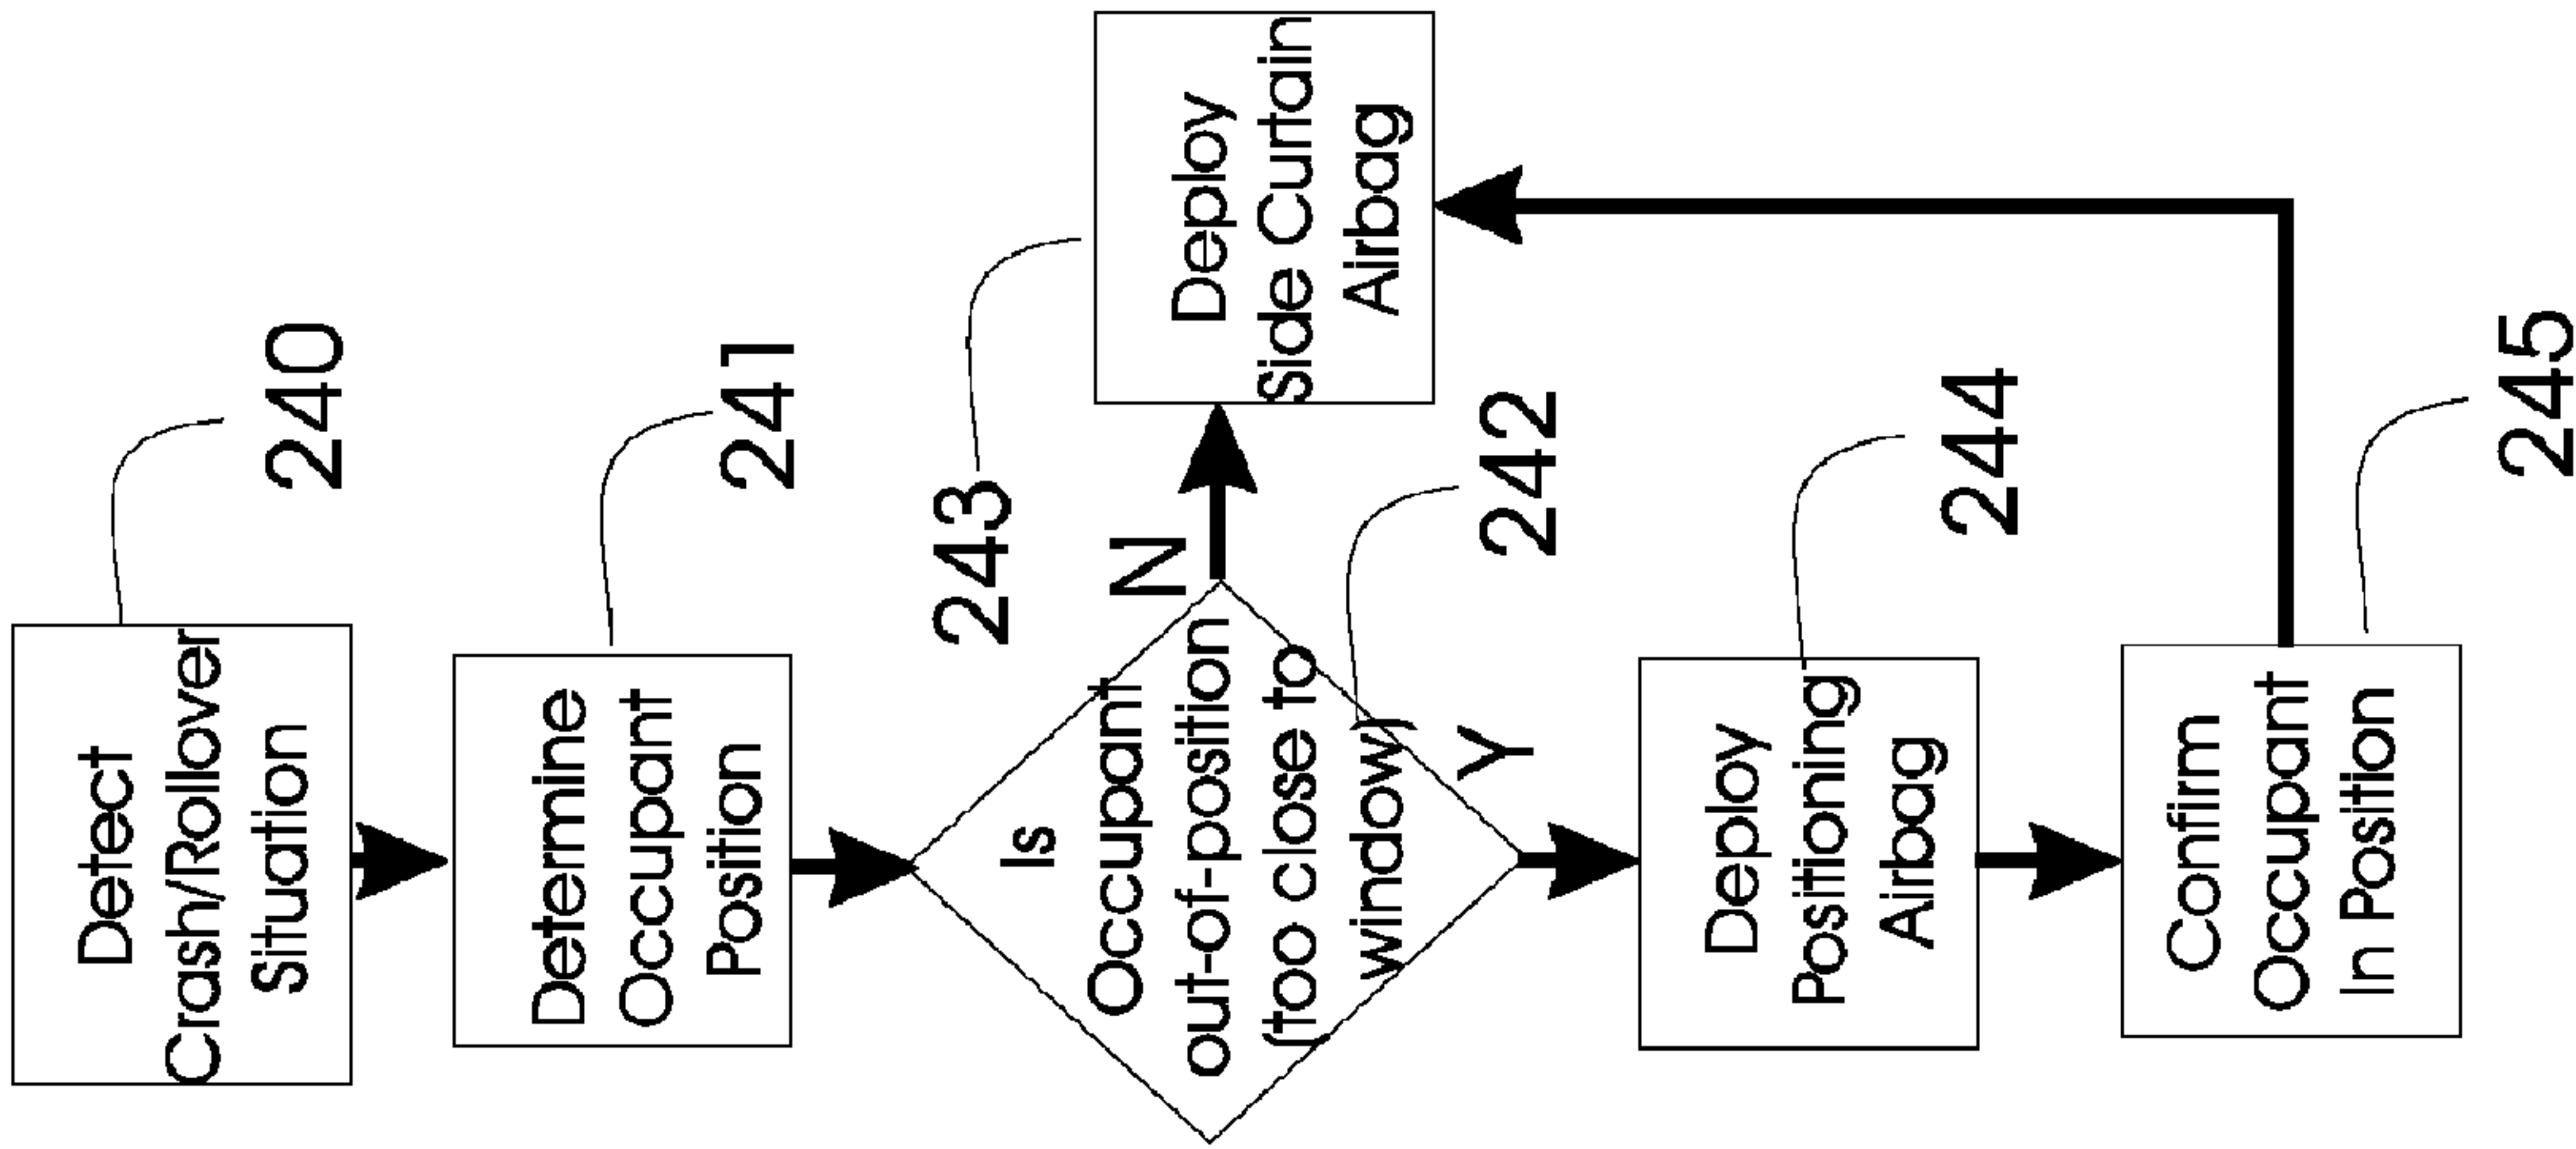 Detect
Crash/Rollover
Situation
240
Determine
Occupant
Position
241
Is
Occupant
out-of-position
(too close to
window)
242
N
243
Deploy
Side Curtain
Airbag
Y
Deploy
Positioning
Airbag
244
Confirm
Occupant
In Position
245